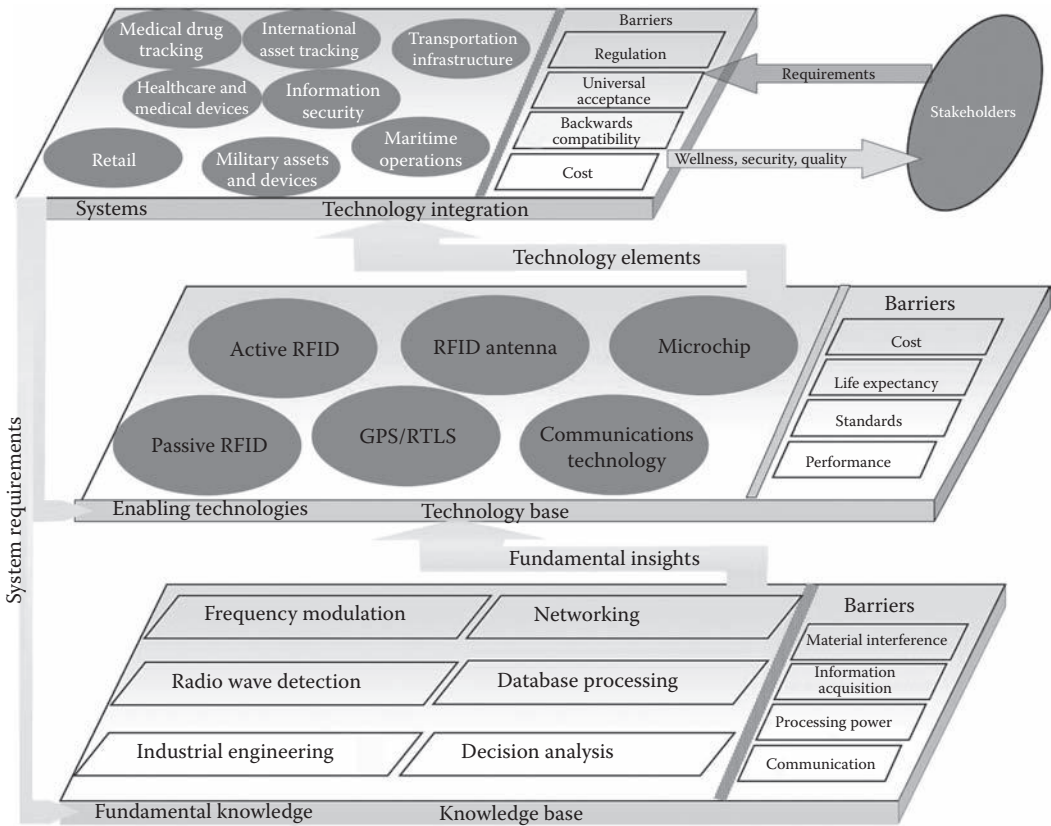 Medical drug
tracking
International
asset tracking
Transportation
infrastructure
Healthcare and
medical devices
Information
security
Retail
Military assets
and devices
Maritime
operations
Barriers
Regulation
Universal
acceptance
Backwards
compatibility
Cost
Requirements
Wellness, security, quality
Stakeholders
Systems
Technology integration
Technology elements
Active RFID
RFID antenna
Microchip
Passive RFID
GPS/RTLS
Communications
technology
Barriers
Cost
Life expectancy
Standards
Performance
Enabling technologies
Technology base
Fundamental insights
Frequency modulation
Networking
Radio wave detection
Database processing
Industrial engineering
Decision analysis
Barriers
Material interference
Information
acquisition
Processing power
Communication
Fundamental knowledge
Knowledge base
System requirements